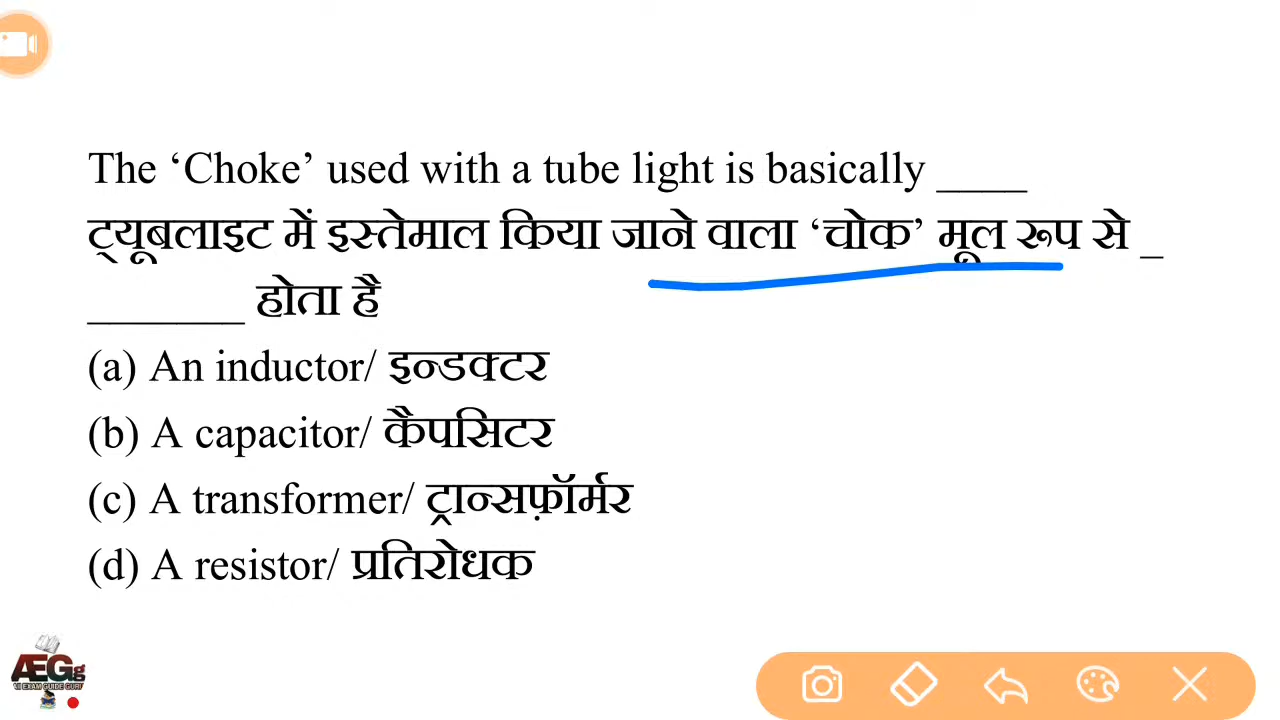 The ‘Choke’ used with a tube light is basically ____
ट्यूबलाइट में इस्तेमाल किया जाने वाला ‘चोक’ मूल रूप से _
_______ होता है
(a) An inductor/ इन्डक्टर
(b) A capacitor/ कैपसिटर
(c) A transformer/ ट्रान्सफ़ॉर्मर
(d) A resistor/ प्रतिरोधक
ÆGg